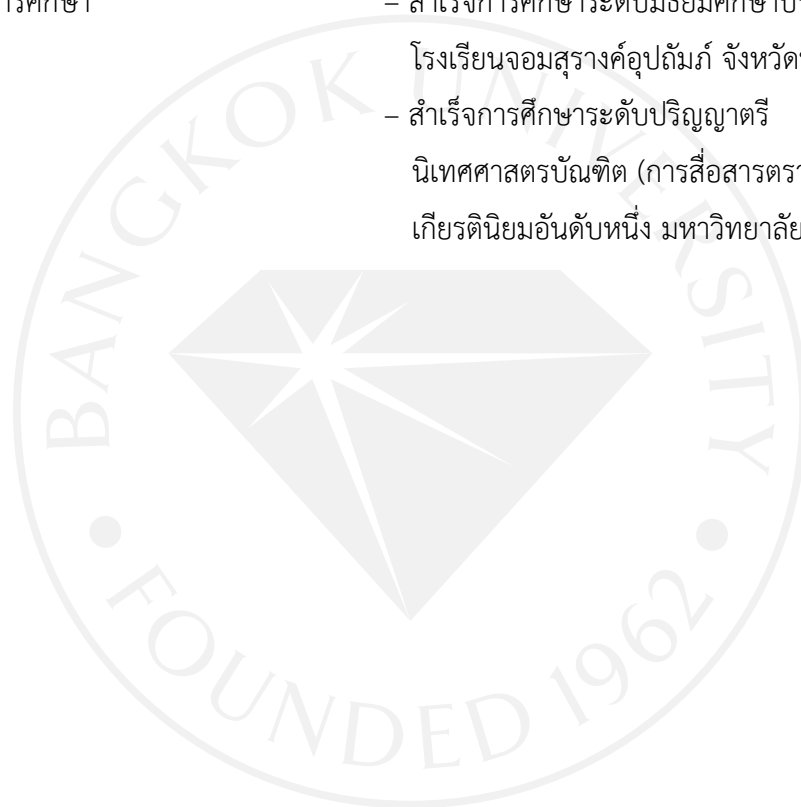 – สำเร็จการศึกษาระดับมัธยมศึกษา
โรงเรียนจอมสุรางค์อุปถัมภ์ จังหวัด
– สำเร็จการศึกษาระดับปริญญาตรี
นิเทศศาสตรบัณฑิต (การสื่อสารตรา
เกียรตินิยมอันดับหนึ่ง มหาวิทยาลัย
BANGKOK UNIVERSITY
FOUNDED 1962